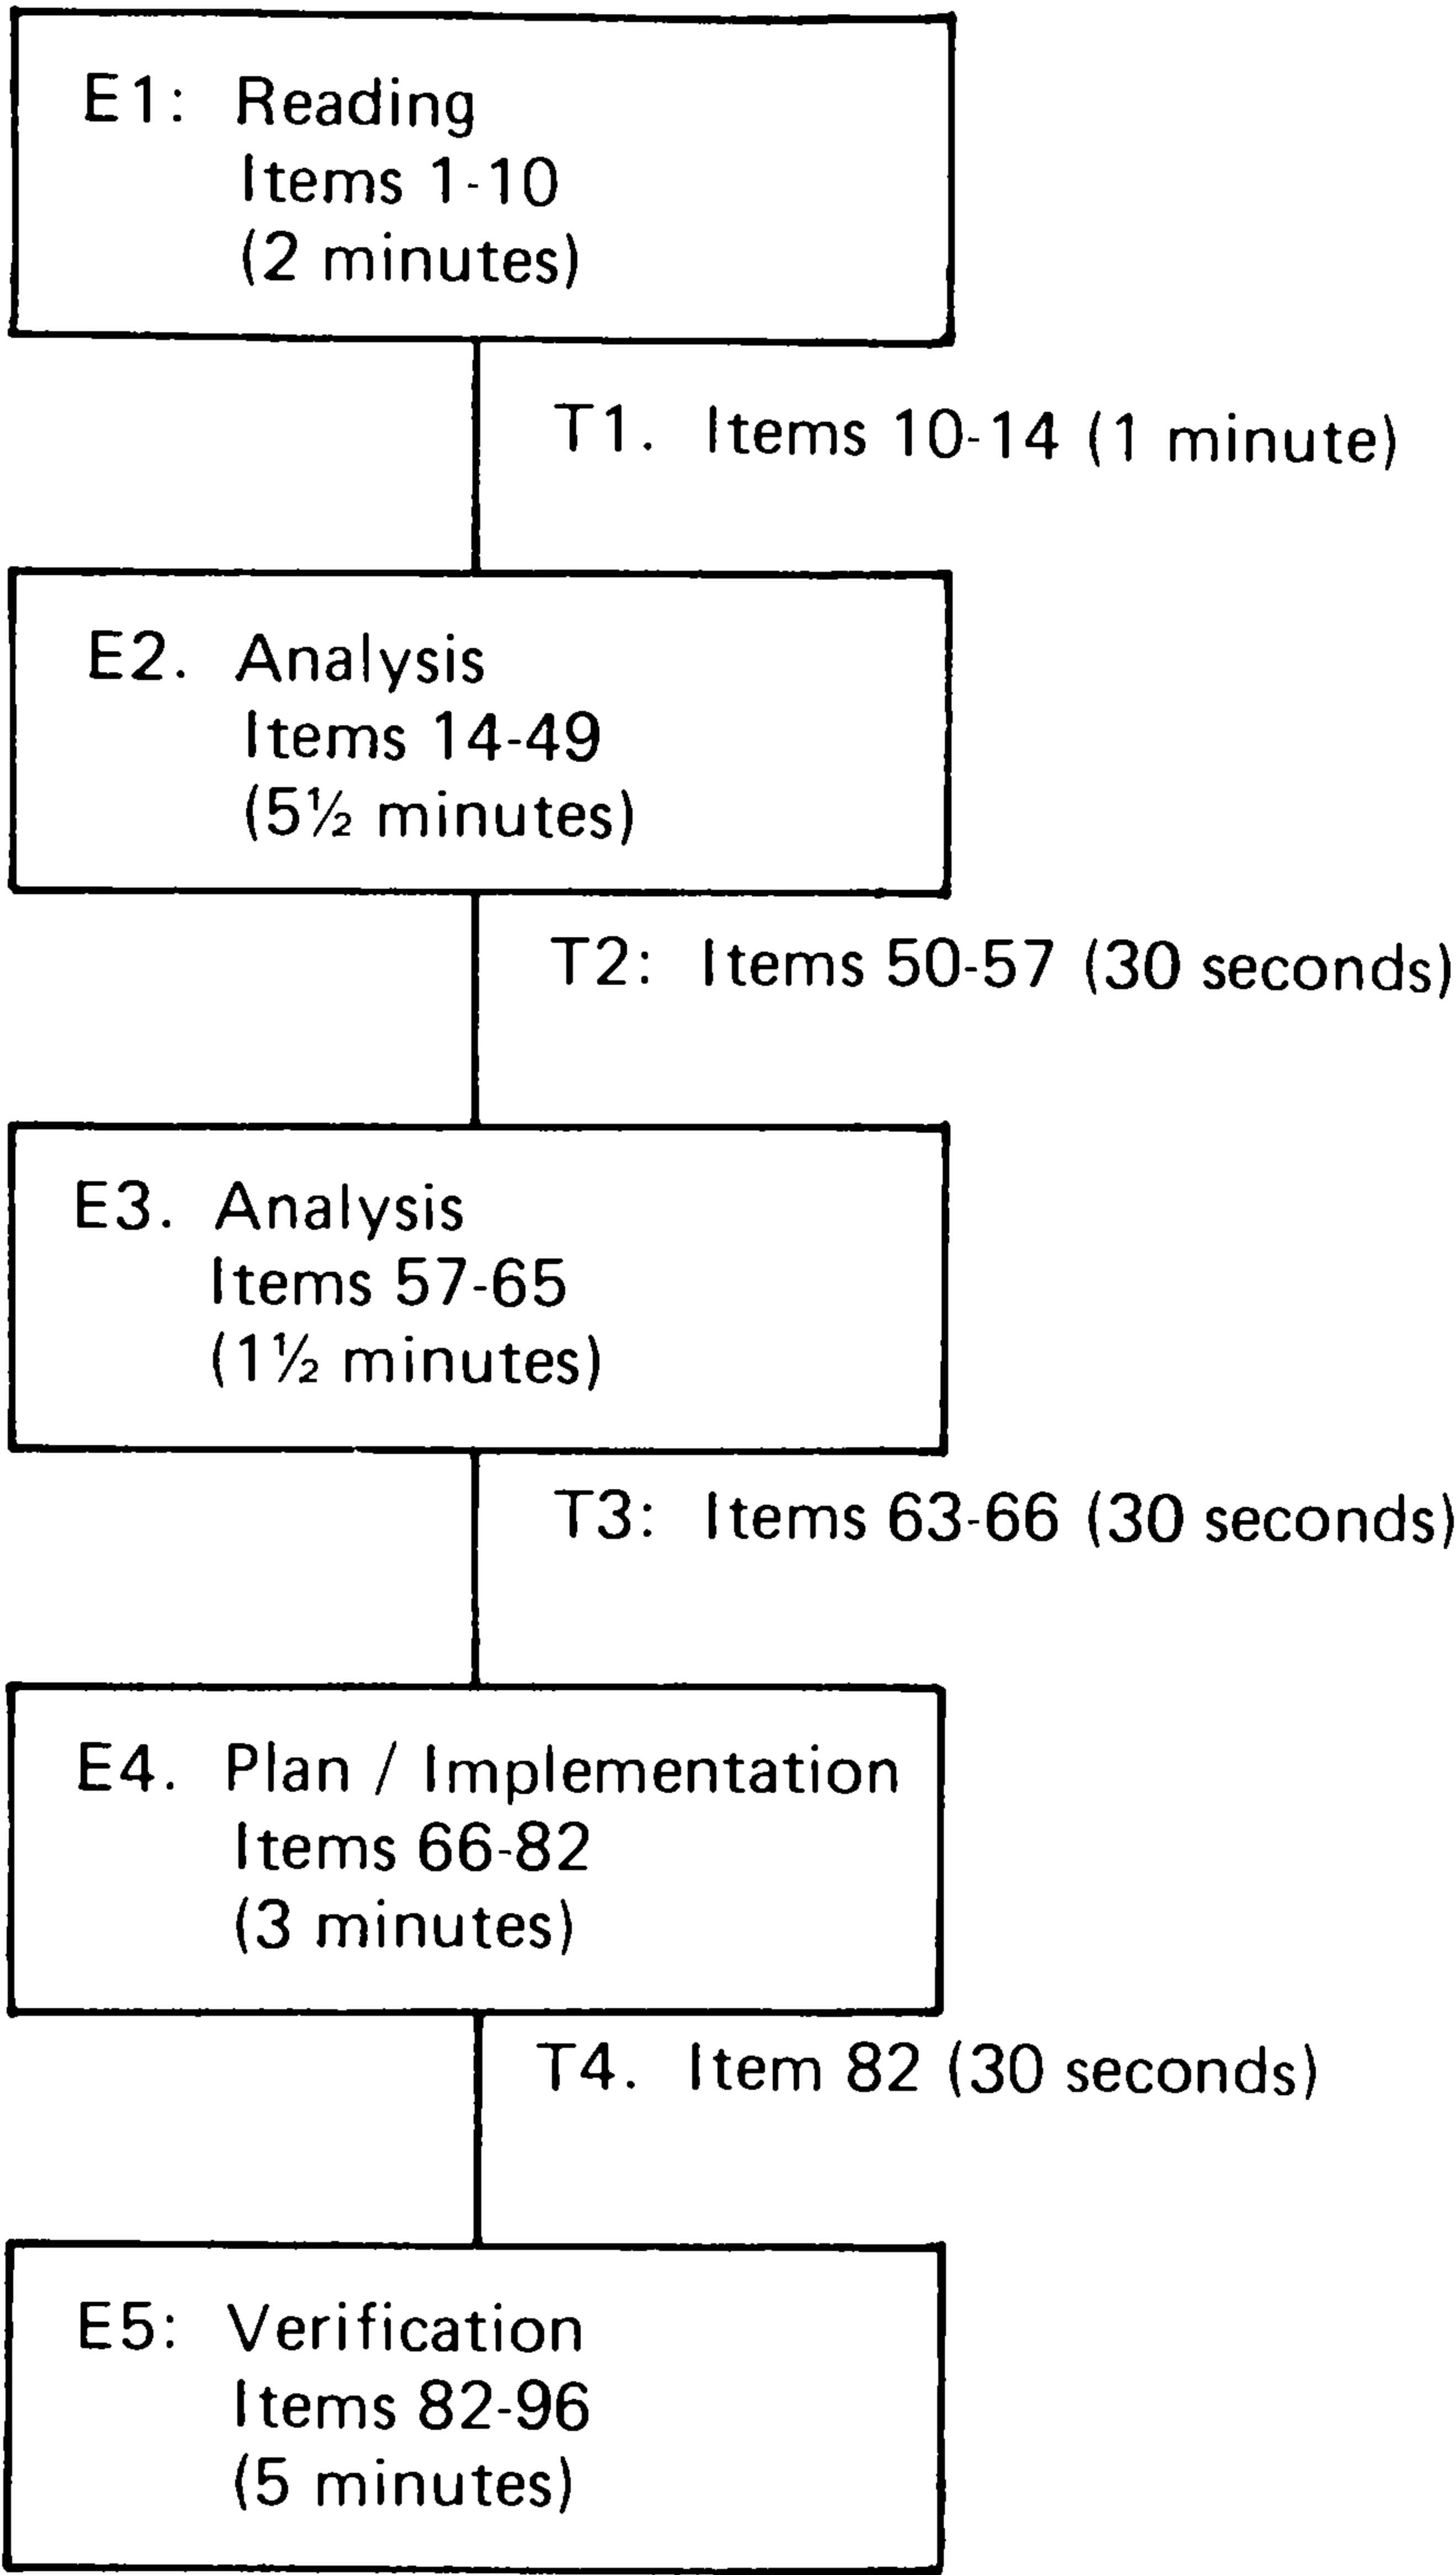 E1: Reading
Items 1-10
(2 minutes)
T1. Items 10-14 (1 minute)
E2. Analysis
Items 14-49
(5½ minutes)
T2: Items 50-57 (30 seconds)
E3. Analysis
Items 57-65
(1½ minutes)
T3: Items 63-66 (30 seconds)
E4. Plan / Implementation
Items 66-82
(3 minutes)
T4. Item 82 (30 seconds)
E5: Verification
Items 82-96
(5 minutes)